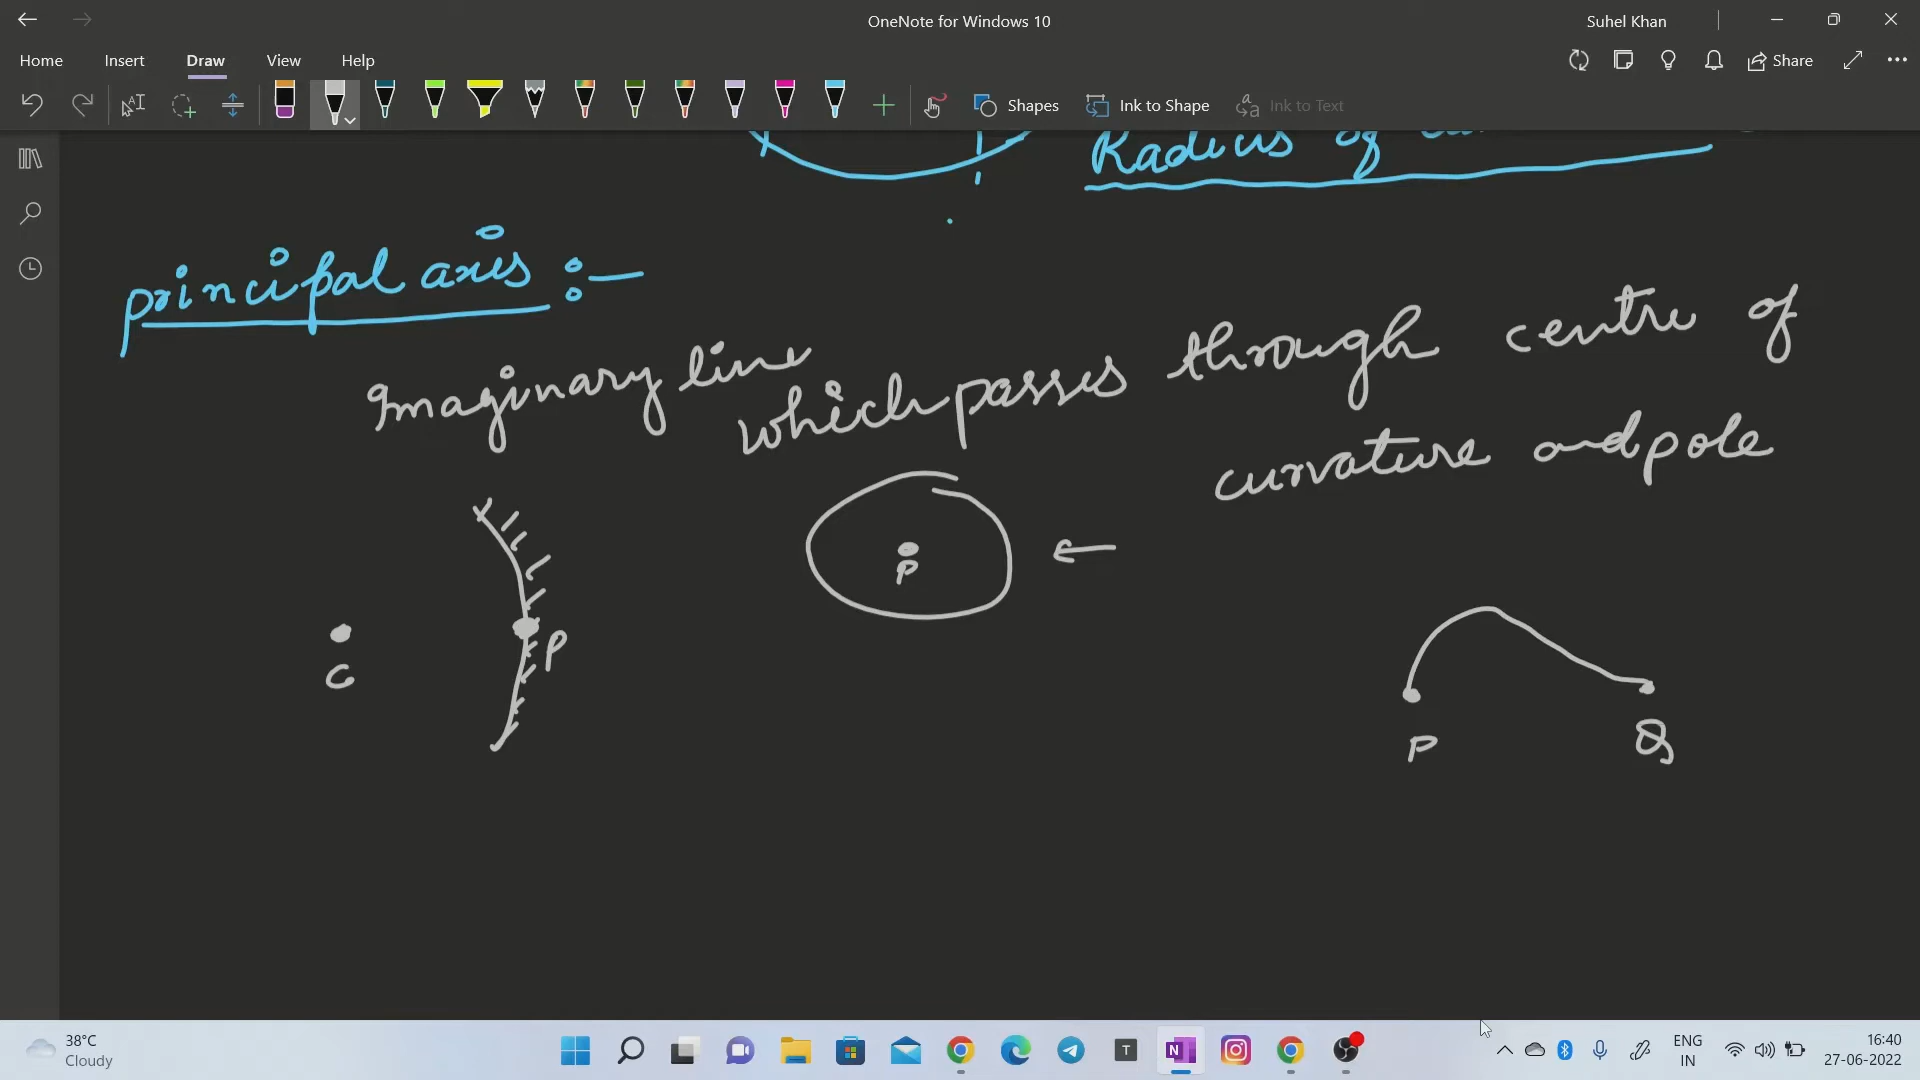 OneNote for Windows 10
Suhel Khan
Home
Insert
Draw
View
Help
Share
Shapes
Ink to Shape
Ink to Text
Radius of
principal axis :-
Imaginary line which passes through centre of
curvature and pole
P
P
C
P
Q
38°C
Cloudy
ENG
IN
16:40
27-06-2022